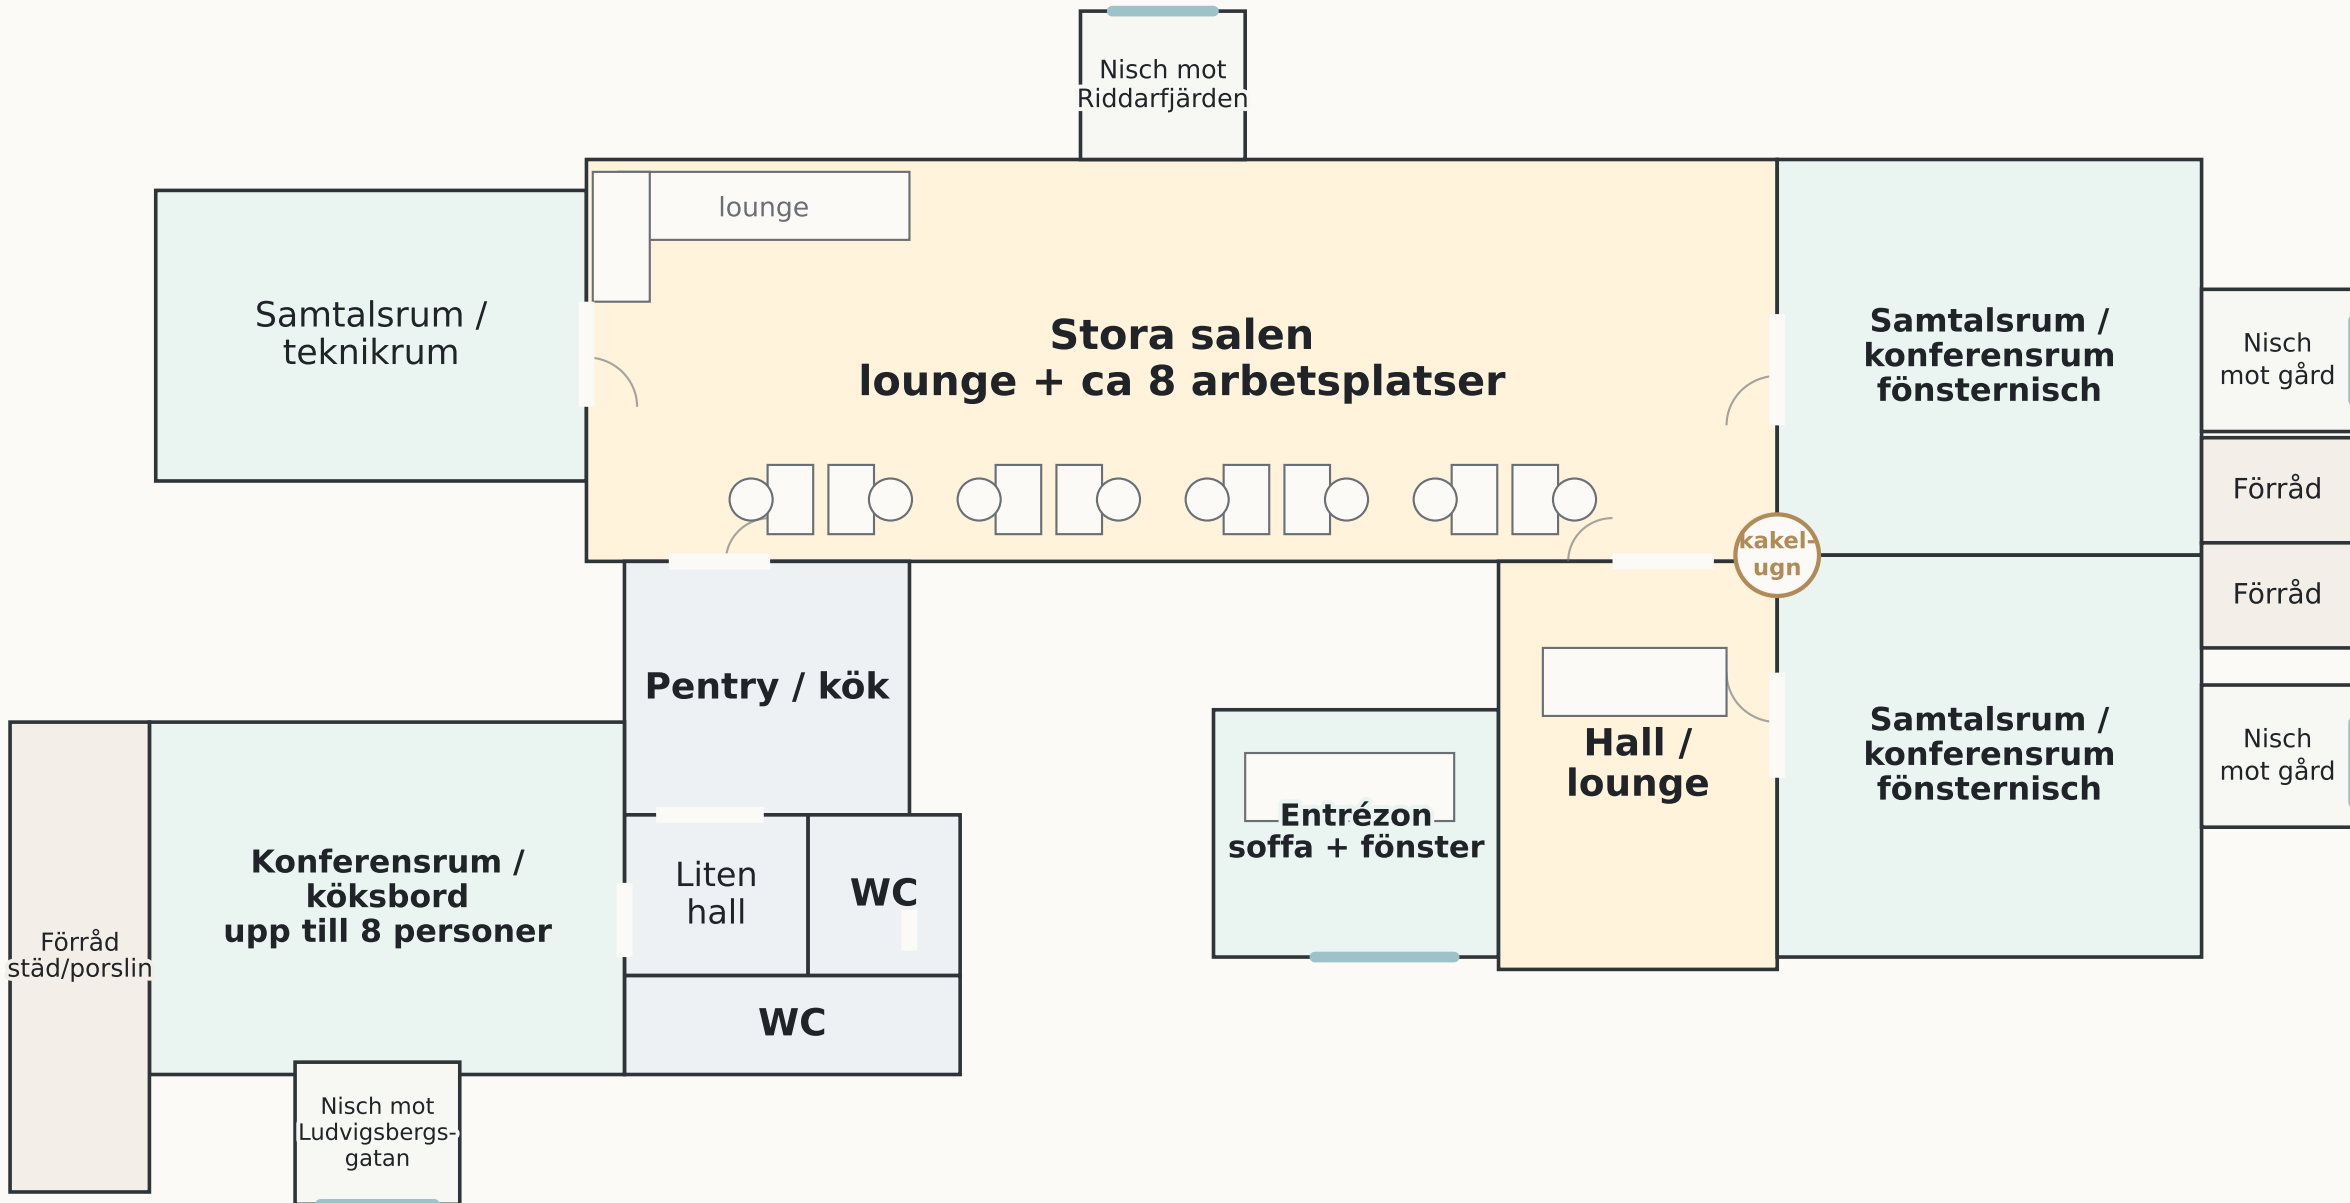 Nisch mot
Riddarfjärden
lounge
Samtalsrum /
teknikrum
Stora salen
lounge + ca 8 arbetsplatser
Samtalsrum /
konferensrum
fönsternisch
Nisch
mot gård
Förråd
kakel-
ugn
Förråd
Pentry / kök
Hall /
lounge
Samtalsrum /
konferensrum
fönsternisch
Nisch
mot gård
Entrézon
soffa + fönster
Konferensrum /
köksbord
upp till 8 personer
Liten
hall
WC
Förråd
städ/porslin
WC
Nisch mot
Ludvigsbergs-
gatan